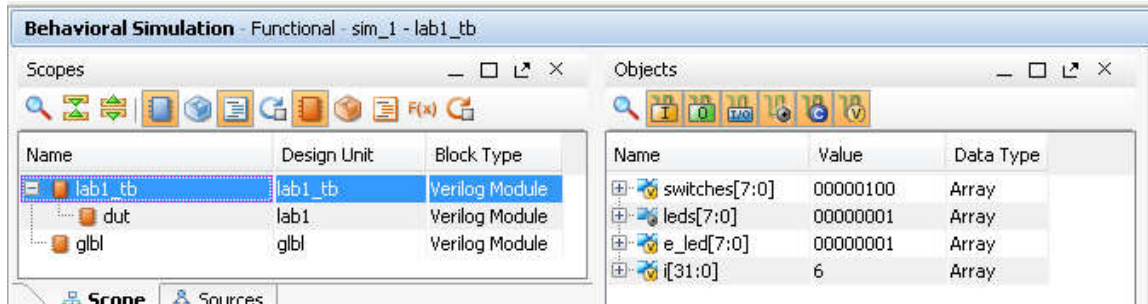 Behavioral Simulation - Functional - sim_1 - lab1_tb
Scopes
F(x)
Name Design Unit Block Type
lab1_tb lab1_tb Verilog Module
dut lab1 Verilog Module
glbl glbl Verilog Module
Scope Sources
Objects
I O I/O C V
Name Value Data Type
switches[7:0] 00000100 Array
leds[7:0] 00000001 Array
e_led[7:0] 00000001 Array
i[31:0] 6 Array